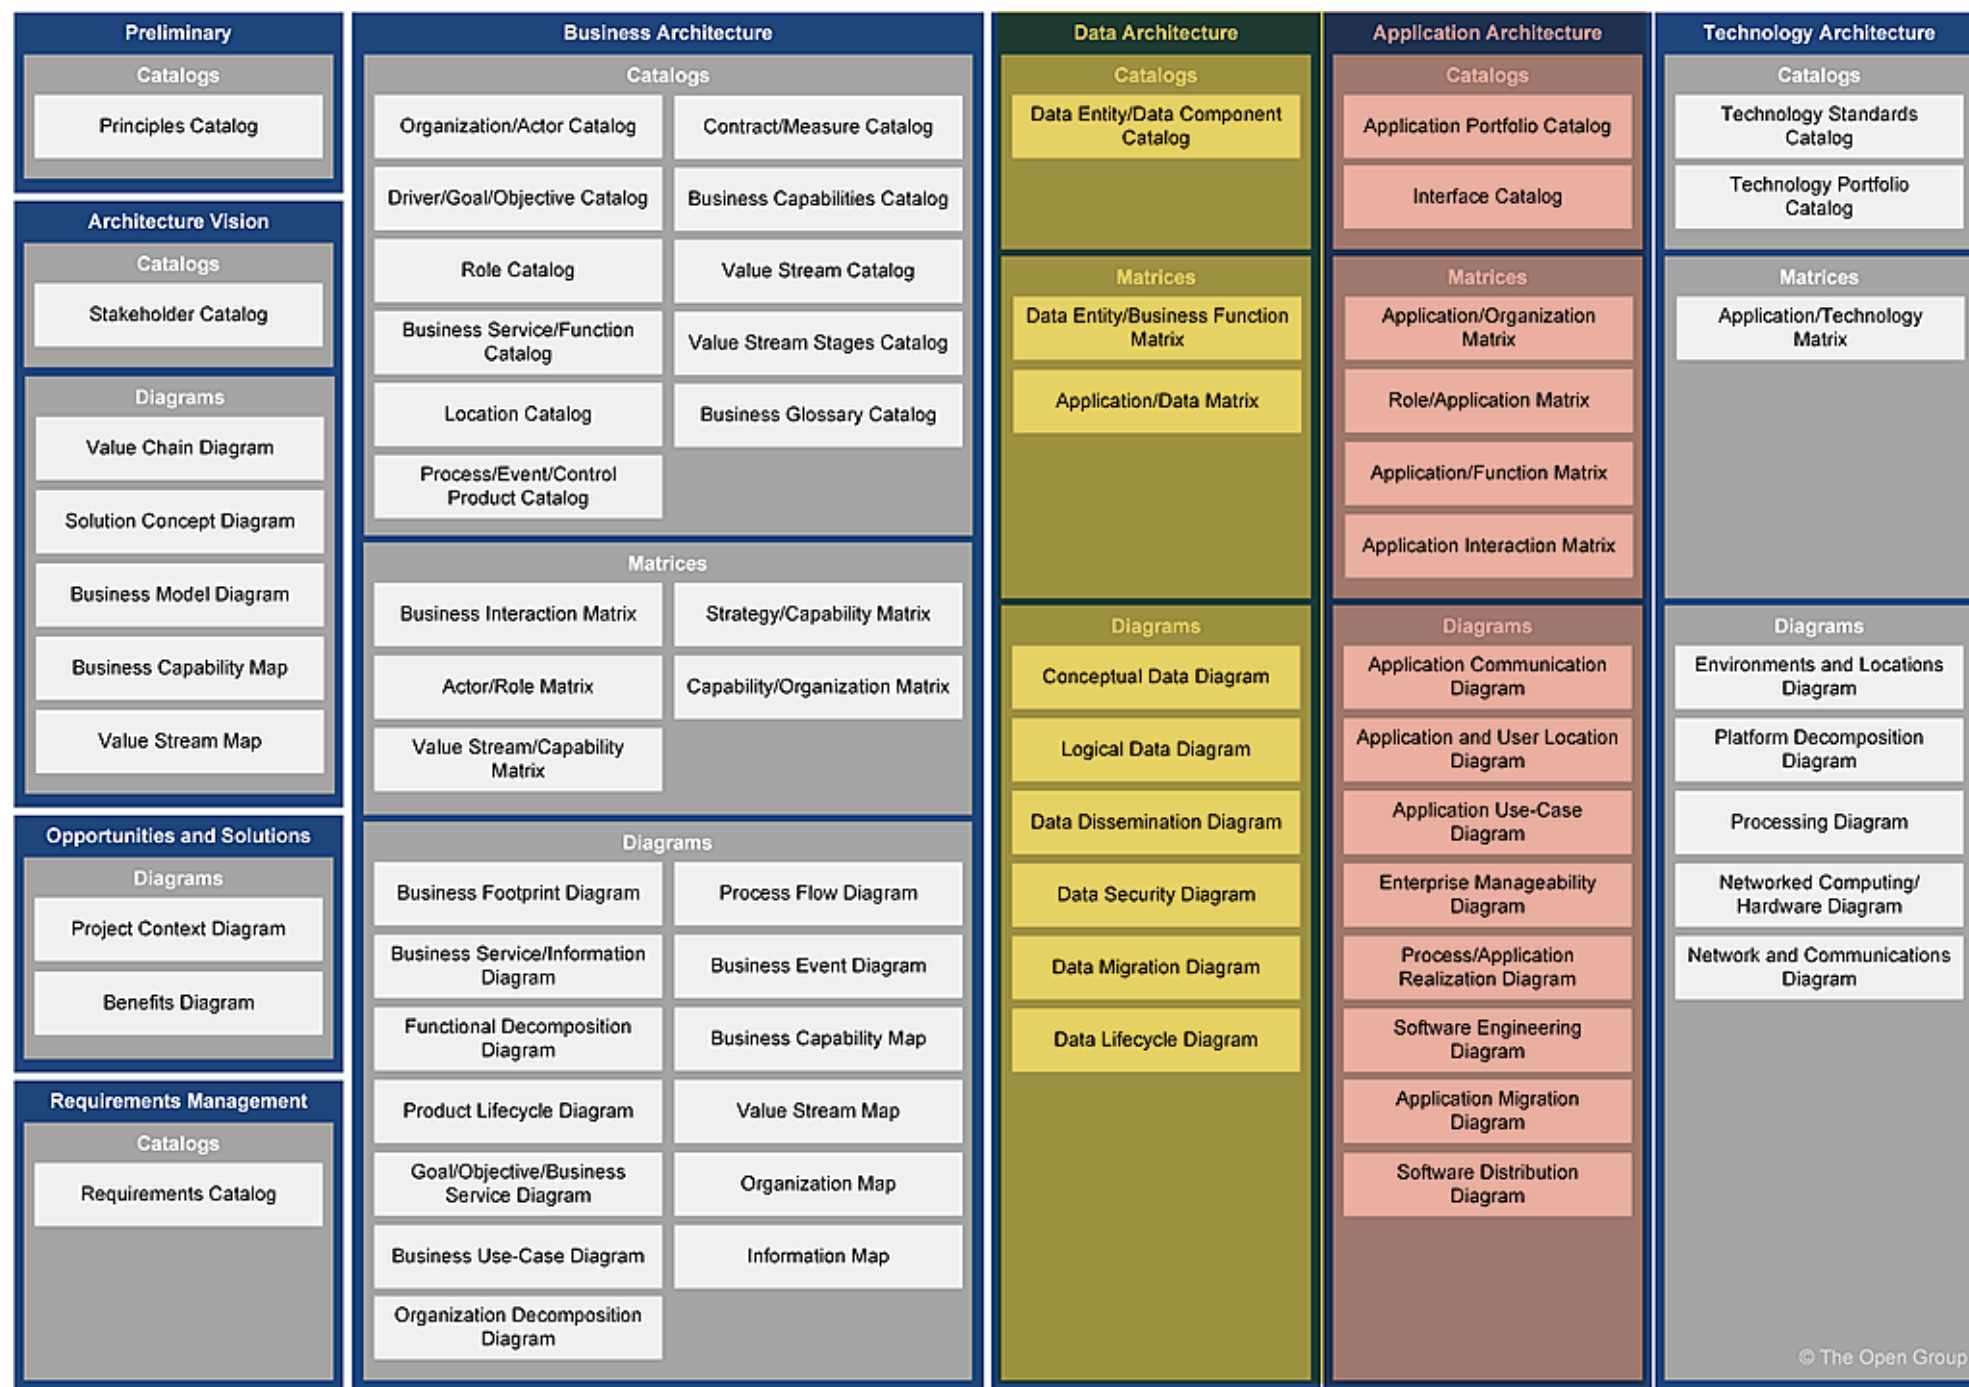 Preliminary
Catalogs
Principles Catalog
Architecture Vision
Catalogs
Stakeholder Catalog
Diagrams
Value Chain Diagram
Solution Concept Diagram
Business Model Diagram
Business Capability Map
Value Stream Map
Opportunities and Solutions
Diagrams
Project Context Diagram
Benefits Diagram
Requirements Management
Catalogs
Requirements Catalog
Business Architecture
Catalogs
Organization/Actor Catalog
Driver/Goal/Objective Catalog
Role Catalog
Business Service/Function
Catalog
Location Catalog
Process/Event/Control
Product Catalog
Contract/Measure Catalog
Business Capabilities Catalog
Value Stream Catalog
Value Stream Stages Catalog
Business Glossary Catalog
Matrices
Business Interaction Matrix
Actor/Role Matrix
Value Stream/Capability
Matrix
Strategy/Capability Matrix
Capability/Organization Matrix
Diagrams
Business Footprint Diagram
Business Service/Information
Diagram
Functional Decomposition
Diagram
Product Lifecycle Diagram
Goal/Objective/Business
Service Diagram
Business Use-Case Diagram
Organization Decomposition
Diagram
Process Flow Diagram
Business Event Diagram
Business Capability Map
Value Stream Map
Organization Map
Information Map
Data Architecture
Catalogs
Data Entity/Data Component
Catalog
Matrices
Data Entity/Business Function
Matrix
Application/Data Matrix
Diagrams
Conceptual Data Diagram
Logical Data Diagram
Data Dissemination Diagram
Data Security Diagram
Data Migration Diagram
Data Lifecycle Diagram
Application Architecture
Catalogs
Application Portfolio Catalog
Interface Catalog
Matrices
Application/Organization
Matrix
Role/Application Matrix
Application/Function Matrix
Application Interaction Matrix
Diagrams
Application Communication
Diagram
Application and User Location
Diagram
Application Use-Case
Diagram
Enterprise Manageability
Diagram
Process/Application
Realization Diagram
Software Engineering
Diagram
Application Migration
Diagram
Software Distribution
Diagram
Technology Architecture
Catalogs
Technology Standards
Catalog
Technology Portfolio
Catalog
Matrices
Application/Technology
Matrix
Diagrams
Environments and Locations
Diagram
Platform Decomposition
Diagram
Processing Diagram
Networked Computing/
Hardware Diagram
Network and Communications
Diagram
© The Open Group